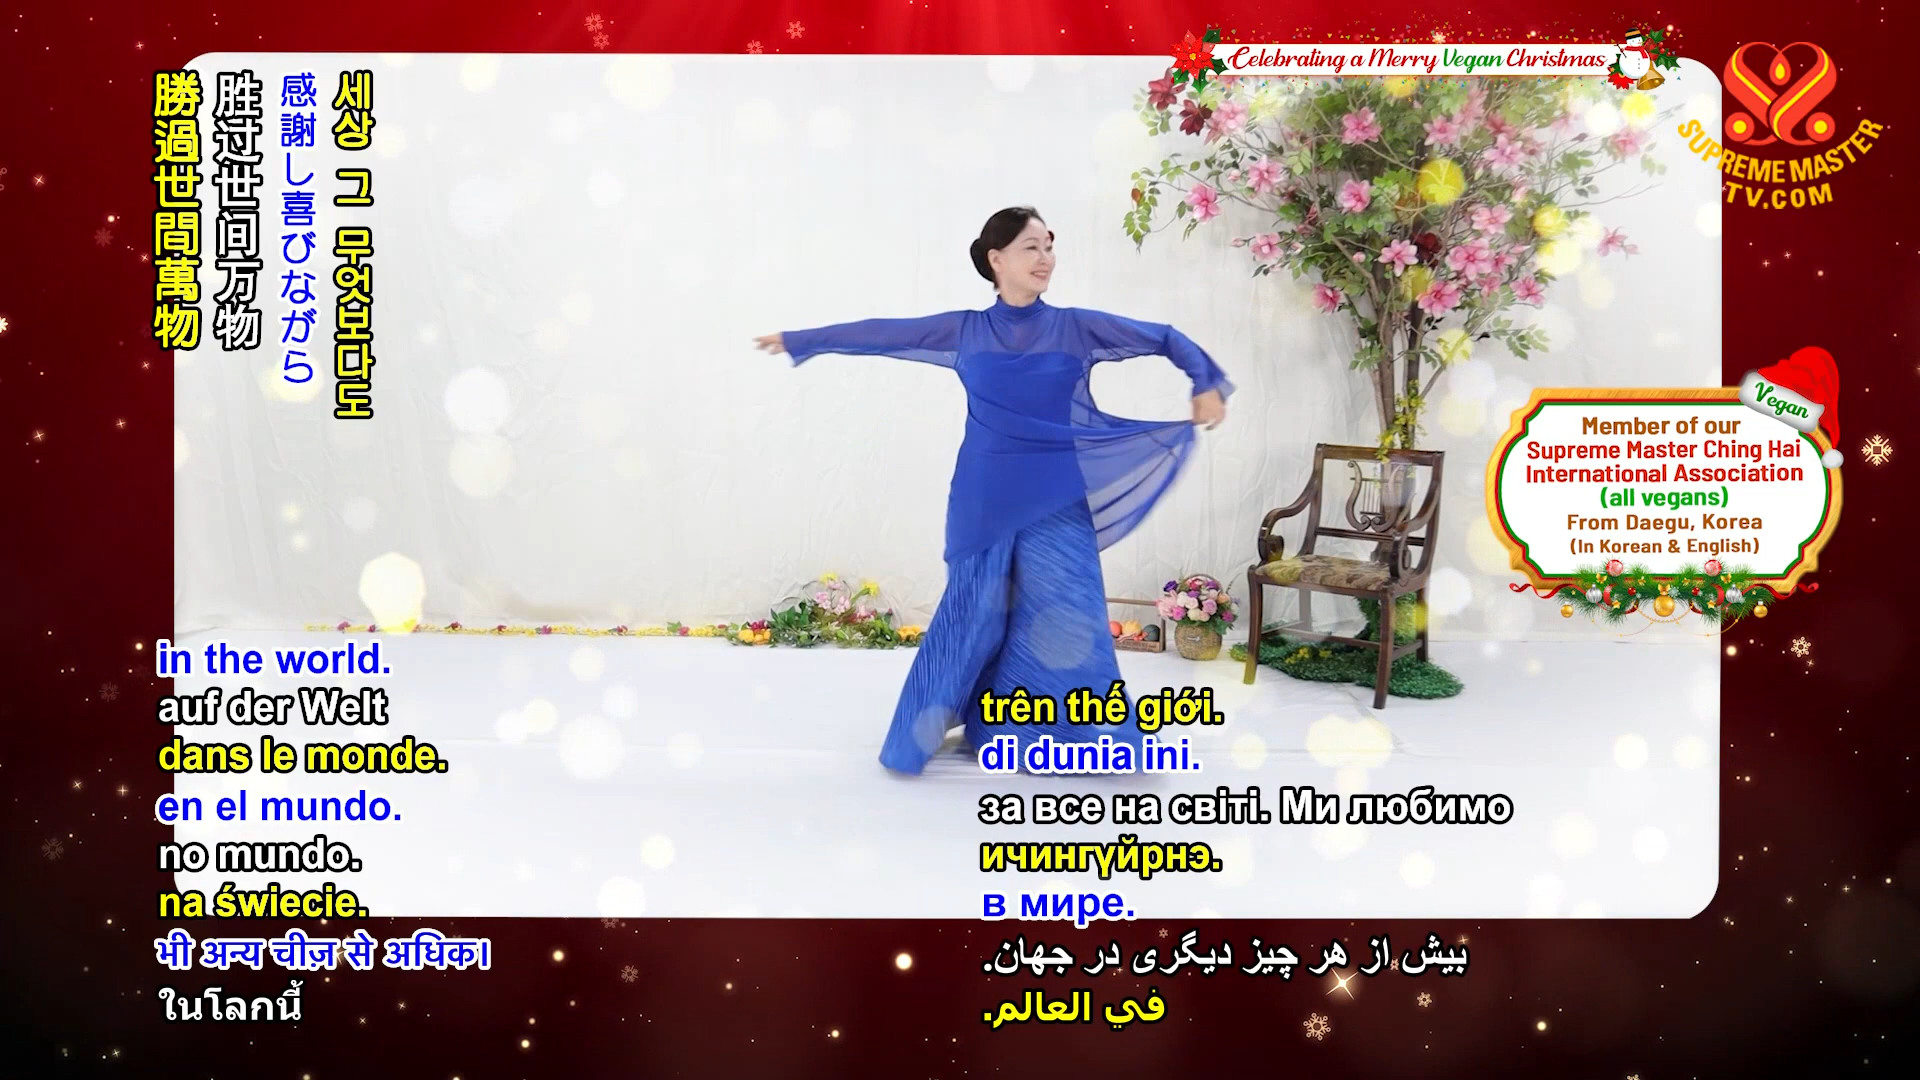 Celebrating a Merry Vegan Christmas
SUPREME MASTER
TV.COM
세상 그 무엇보다도
感謝し喜びながら
胜过世间万物
勝過世間萬物
Vegan
Member of our
Supreme Master Ching Hai
International Association
(all vegans)
From Daegu, Korea
(In Korean & English)
in the world.
auf der Welt
dans le monde.
en el mundo.
no mundo.
na świecie.
भी अन्य चीज़ से अधिक।
ในโลกนี้
trên thế giới.
di dunia ini.
за все на світі. Ми любимо
ичингүйрнэ.
в мире.
بیش از هر چیز دیگری در جهان.
في العالم.